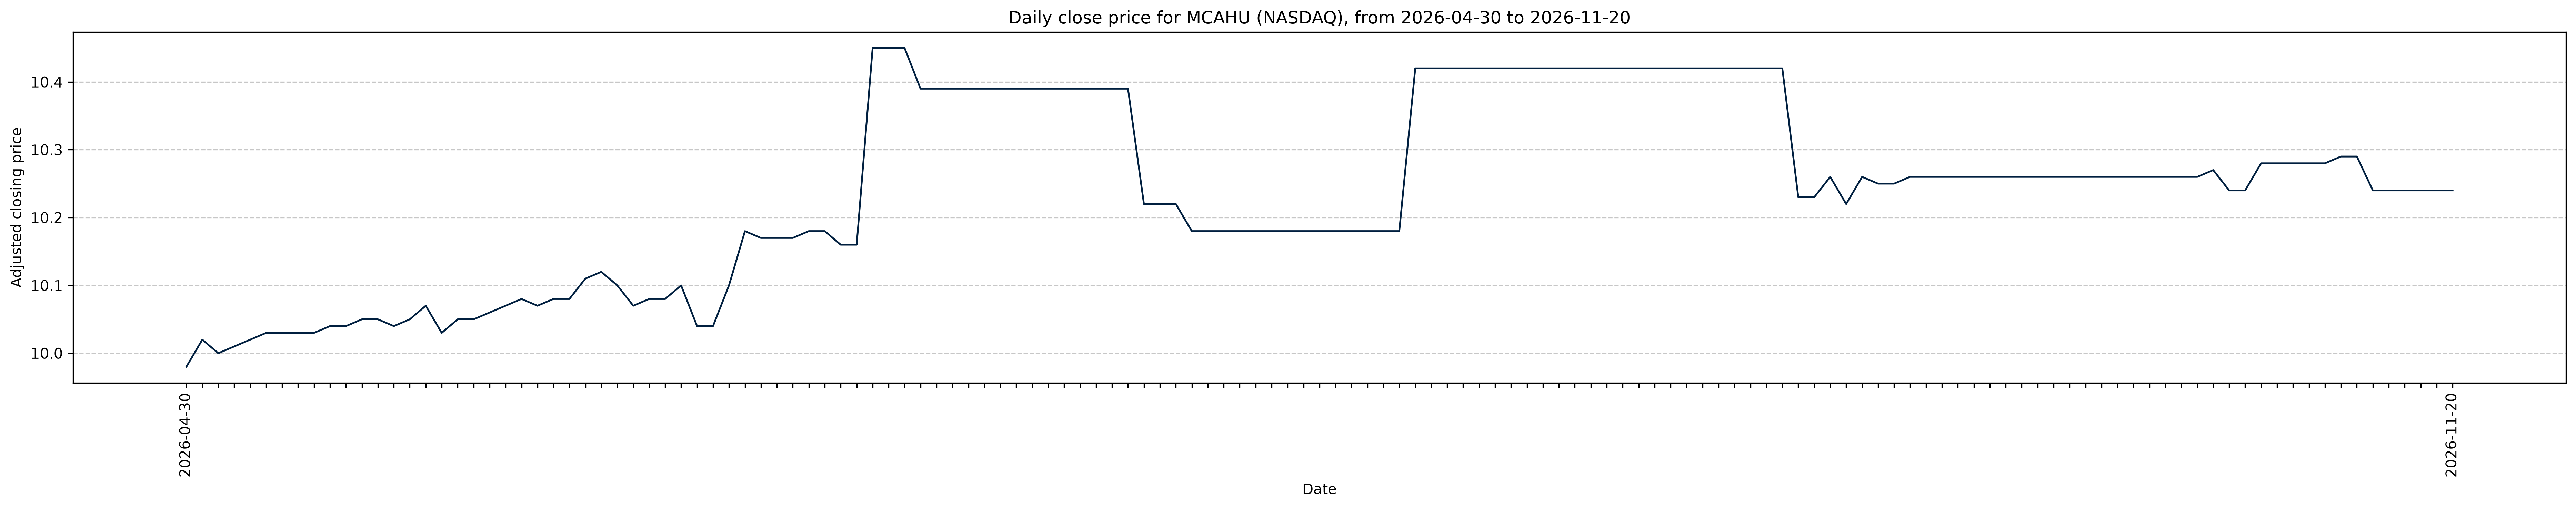 Daily close price for MCAHU (NASDAQ), from 2026-04-30 to 2026-11-20
Adjusted closing price
10.4
10.3
10.2
10.1
10.0
2026-04-30
2026-11-20
Date